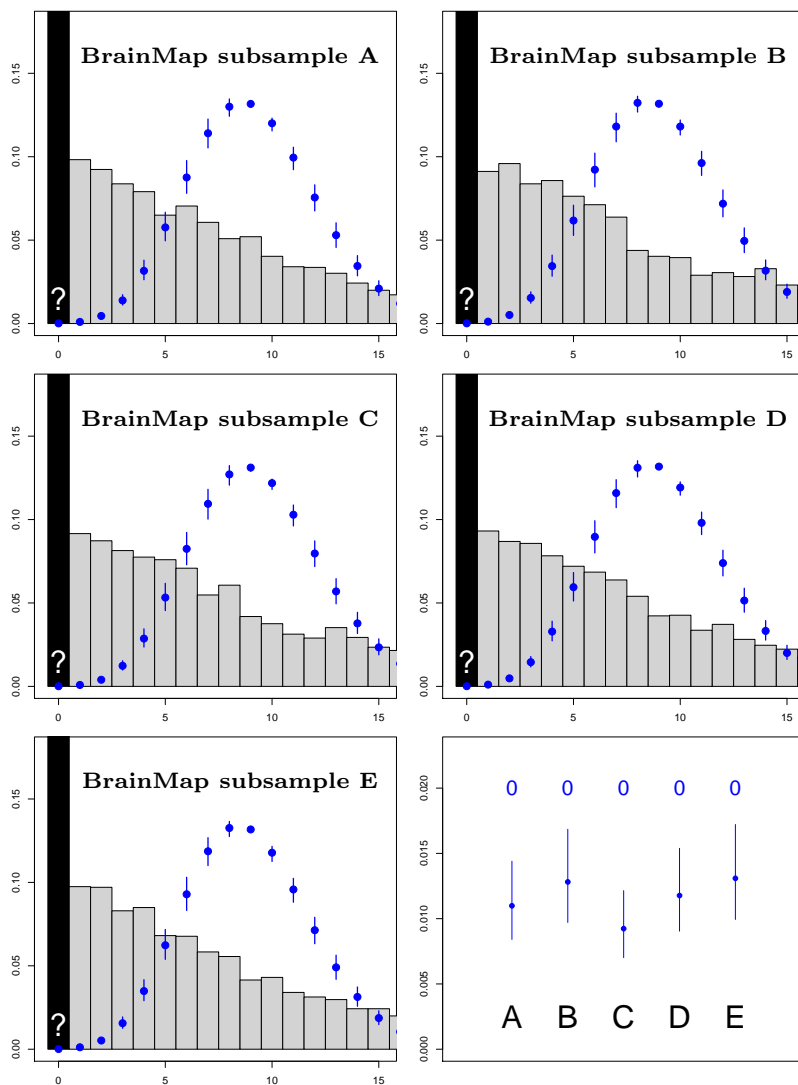 BrainMap subsample A
0.00 0.05 0.10 0.15
?
0 5 10 15
BrainMap subsample B
0.00 0.05 0.10 0.15
?
0 5 10 15
BrainMap subsample C
0.00 0.05 0.10 0.15
?
0 5 10 15
BrainMap subsample D
0.00 0.05 0.10 0.15
?
0 5 10 15
BrainMap subsample E
0.00 0.05 0.10 0.15
?
0 5 10 15
0.000 0.005 0.010 0.015 0.020
0 0 0 0 0
A B C D E